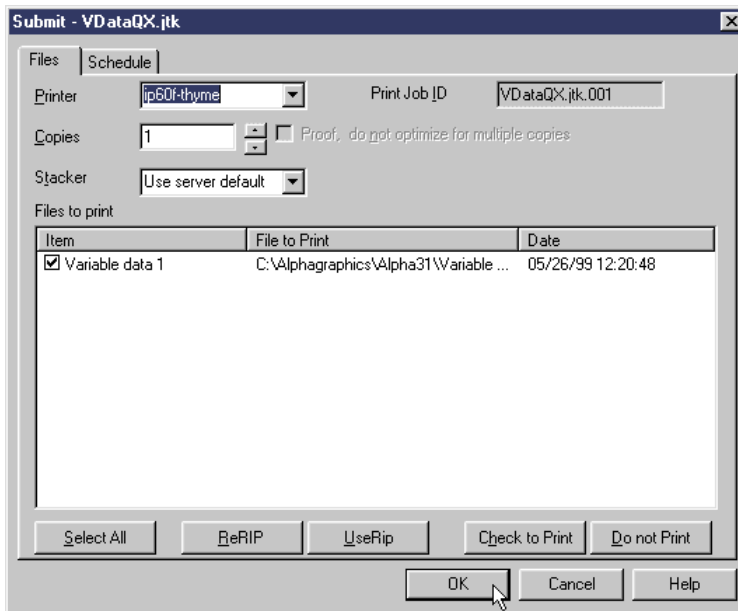 Submit - VDataQX.jtk
Files Schedule
Printer ip60f-thyme Print Job ID VDataQX.jtk.001
Copies 1 Proof, do not optimize for multiple copies
Stacker Use server default
Files to print
Item File to Print Date
Variable data 1 C:\Alphagraphics\Alpha31\Variable ... 05/26/99 12:20:48
Select All ReRIP UseRip Check to Print Do not Print
OK Cancel Help